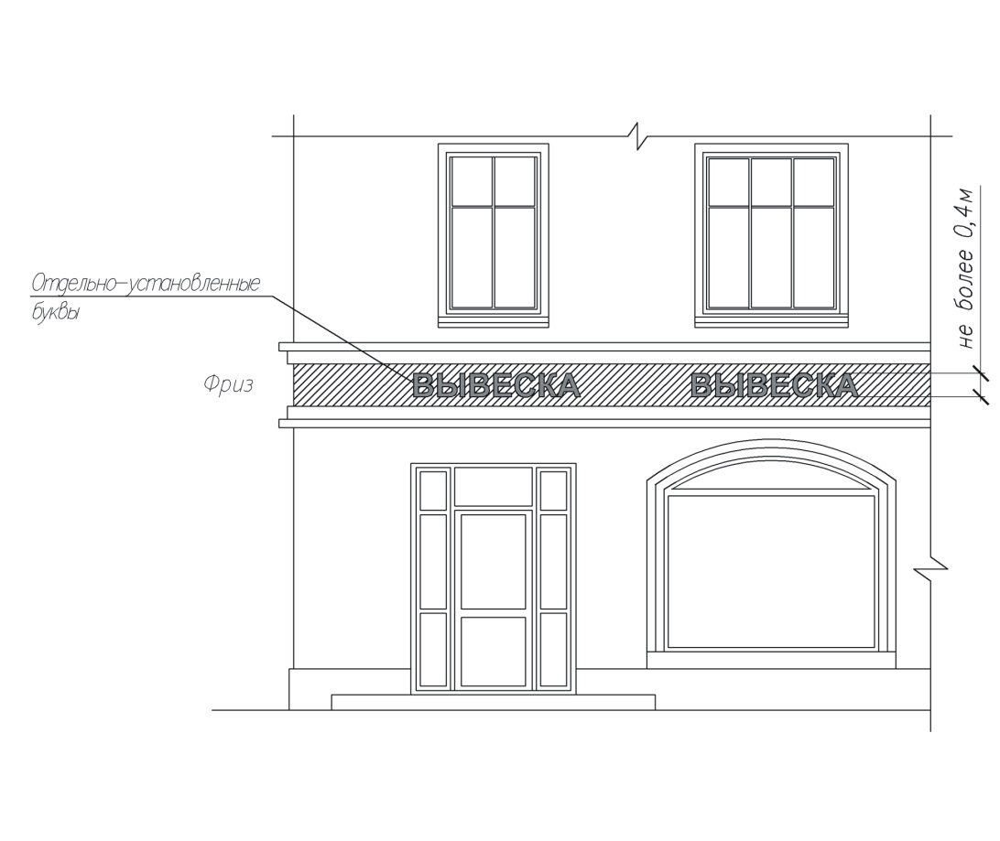 не более 0,4м
Отдельно-установленные
буквы
Фриз
ВЫВЕСКА ВЫВЕСКА